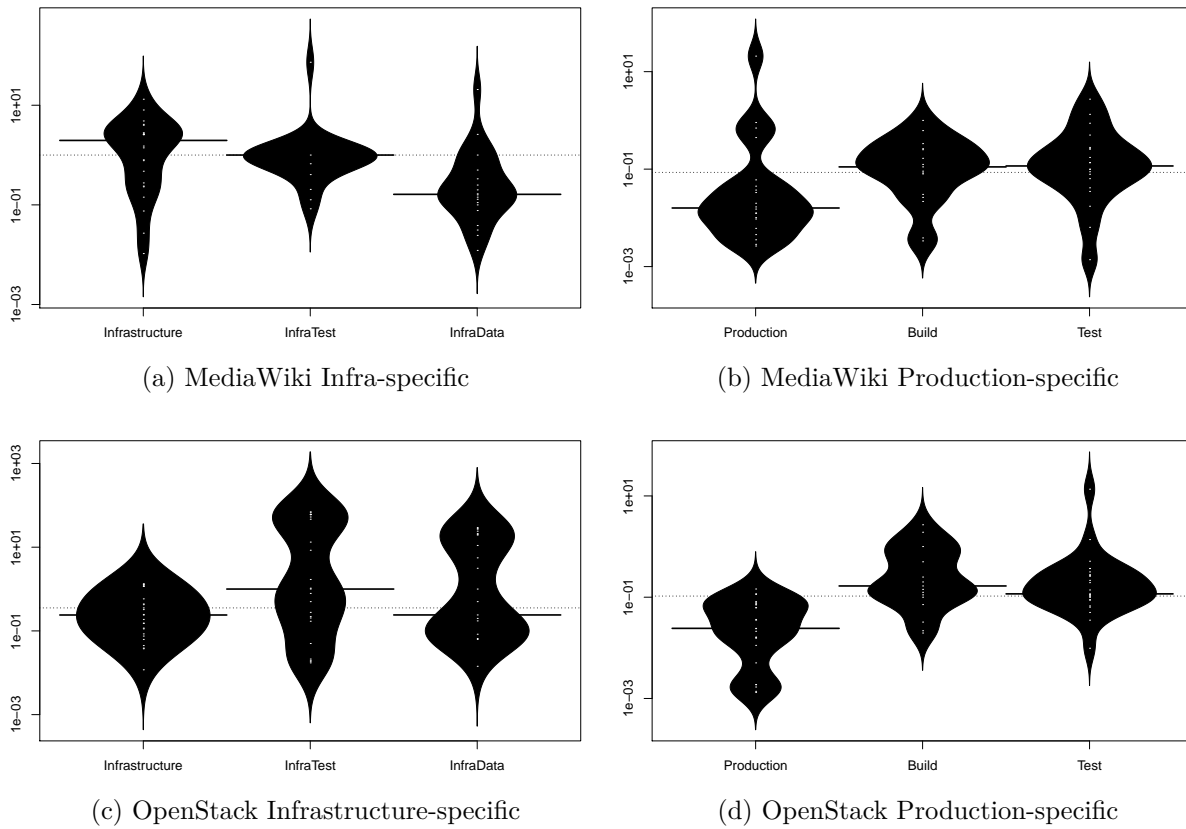 1e+01
1e−01
1e−03
Infrastructure InfraTest InfraData
(a) MediaWiki Infra-specific
1e+01
1e−01
1e−03
Production Build Test
(b) MediaWiki Production-specific
1e+03
1e+01
1e−01
1e−03
Infrastructure InfraTest InfraData
(c) OpenStack Infrastructure-specific
1e+01
1e−01
1e−03
Production Build Test
(d) OpenStack Production-specific